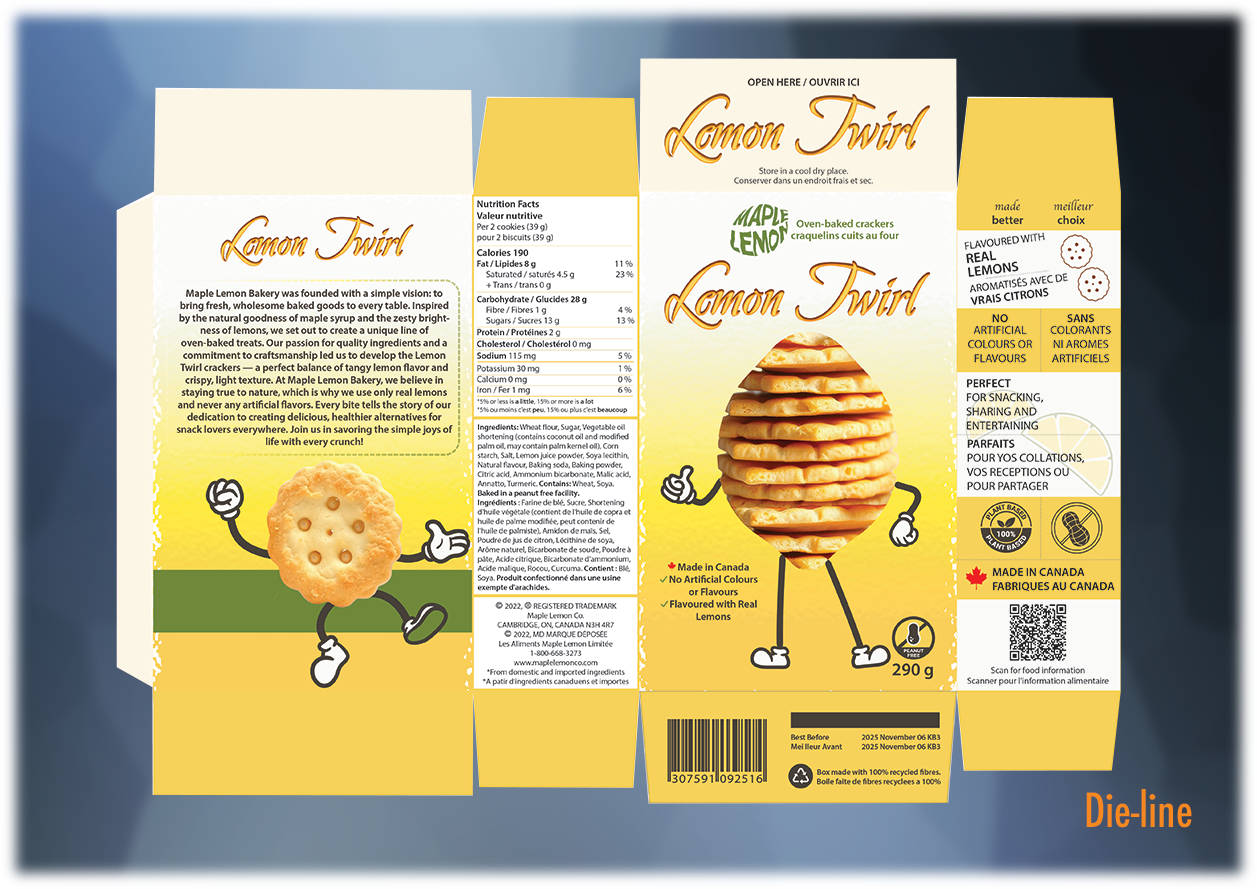 Lemon Twirl
Maple Lemon Bakery was founded with a simple vision: to
bring fresh, wholesome baked goods to every table. Inspired
by the natural goodness of maple syrup and the zesty bright-
ness of lemons, we set out to create a unique line of
oven-baked treats. Our passion for quality ingredients and a
commitment to craftsmanship led us to develop the Lemon
Twirl crackers — a perfect balance of tangy lemon flavor and
crispy, light texture. At Maple Lemon Bakery, we believe in
staying true to nature, which is why we use only real lemons
and never any artificial flavors. Every bite tells the story of our
dedication to creating delicious, healthier alternatives for
snack lovers everywhere. Join us in savoring the simple joys of
life with every crunch!
Nutrition Facts
Valeur nutritive
Per 2 cookies (39 g)
pour 2 biscuits (39 g)
Calories 190
Fat / Lipides 8 g 11 %
Saturated / saturés 4.5 g 23 %
+ Trans / trans 0 g
Carbohydrate / Glucides 28 g
Fibre / Fibres 1 g 4 %
Sugars / Sucres 13 g 13 %
Protein / Protéines 2 g
Cholesterol / Cholestérol 0 mg
Sodium 115 mg 5 %
Potassium 30 mg 1 %
Calcium 0 mg 0 %
Iron / Fer 1 mg 6 %
*5% or less is a little, 15% or more is a lot
*5% ou moins c'est peu, 15% ou plus c'est beaucoup
Ingredients: Wheat flour, Sugar, Vegetable oil
shortening (contains coconut oil and modified
palm oil, may contain palm kernel oil), Corn
starch, Salt, Lemon juice powder, Soya lecithin,
Natural flavour, Baking soda, Baking powder,
Citric acid, Ammonium bicarbonate, Malic acid,
Annatto, Turmeric. Contains: Wheat, Soya.
Baked in a peanut free facility.
Ingrédients : Farine de blé, Sucre, Shortening
d'huile végétale (contient de l'huile de copra et
huile de palme modifiée, peut contenir de
l'huile de palmiste), Amidon de maïs, Sel,
Poudre de jus de citron, Lécithine de soya,
Arôme naturel, Bicarbonate de soude, Poudre à
pâte, Acide citrique, Bicarbonate d'ammonium,
Acide malique, Rocou, Curcuma. Contient : Blé,
Soya. Produit confectionné dans une usine
exempte d'arachides.
© 2022, ® REGISTERED TRADEMARK
Maple Lemon Co.
CAMBRIDGE, ON, CANADA N3H 4R7
© 2022, MD MARQUE DÉPOSÉE
Les Aliments Maple Lemon Limitée
1-800-668-3273
www.maplelemonco.com
*From domestic and imported ingredients
*A patir d'ingredients canaduens et importes
OPEN HERE / OUVRIR ICI
Lemon Twirl
Store in a cool dry place.
Conserver dans un endroit frais et sec.
MAPLE
LEMON
Oven-baked crackers
craquelins cuits au four
Lemon Twirl
Made in Canada
✓ No Artificial Colours
or Flavours
✓ Flavoured with Real
Lemons
PEANUT
FREE
290 g
307591 092516
Best Before 2025 November 06 KB3
Mei lleur Avant 2025 November 06 KB3
Box made with 100% recycled fibres.
Boile faite de fibres recyclees a 100%
made
better
meilleur
choix
FLAVOURED WITH
REAL
LEMONS
AROMATISÉS AVEC DE
VRAIS CITRONS
NO
ARTIFICIAL
COLOURS OR
FLAVOURS
SANS
COLORANTS
NI AROMES
ARTIFICIELS
PERFECT
FOR SNACKING,
SHARING AND
ENTERTAINING
PARFAITS
POUR YOS COLLATIONS,
VOS RECEPTIONS OU
POUR PARTAGER
PLANT BASED
100%
PLANT BASED
MADE IN CANADA
FABRIQUES AU CANADA
Scan for food information
Scanner pour l'information alimentaire
Die-line